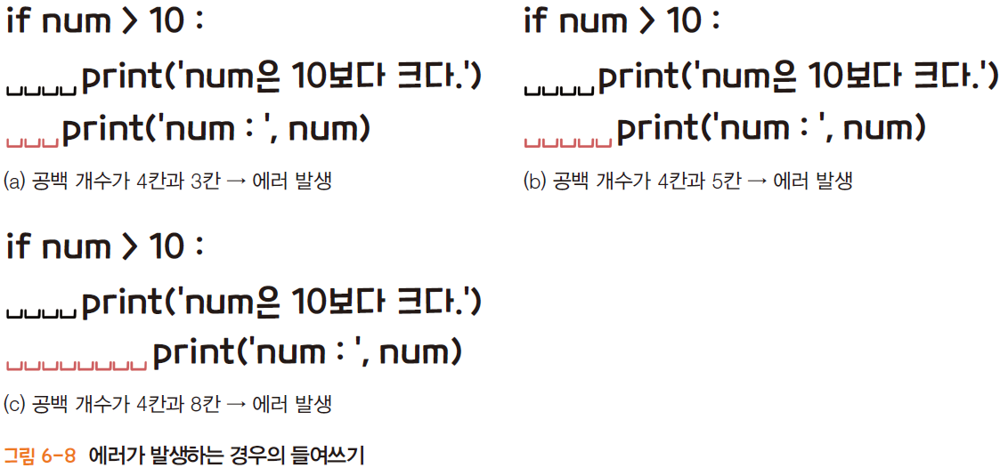 if num > 10 :
␣␣␣␣print('num은 10보다 크다.')
␣␣␣print('num : ', num)
(a) 공백 개수가 4칸과 3칸 → 에러 발생
if num > 10 :
␣␣␣␣print('num은 10보다 크다.')
␣␣␣␣␣print('num : ', num)
(b) 공백 개수가 4칸과 5칸 → 에러 발생
if num > 10 :
␣␣␣␣print('num은 10보다 크다.')
␣␣␣␣␣␣␣␣print('num : ', num)
(c) 공백 개수가 4칸과 8칸 → 에러 발생
그림 6-8 에러가 발생하는 경우의 들여쓰기